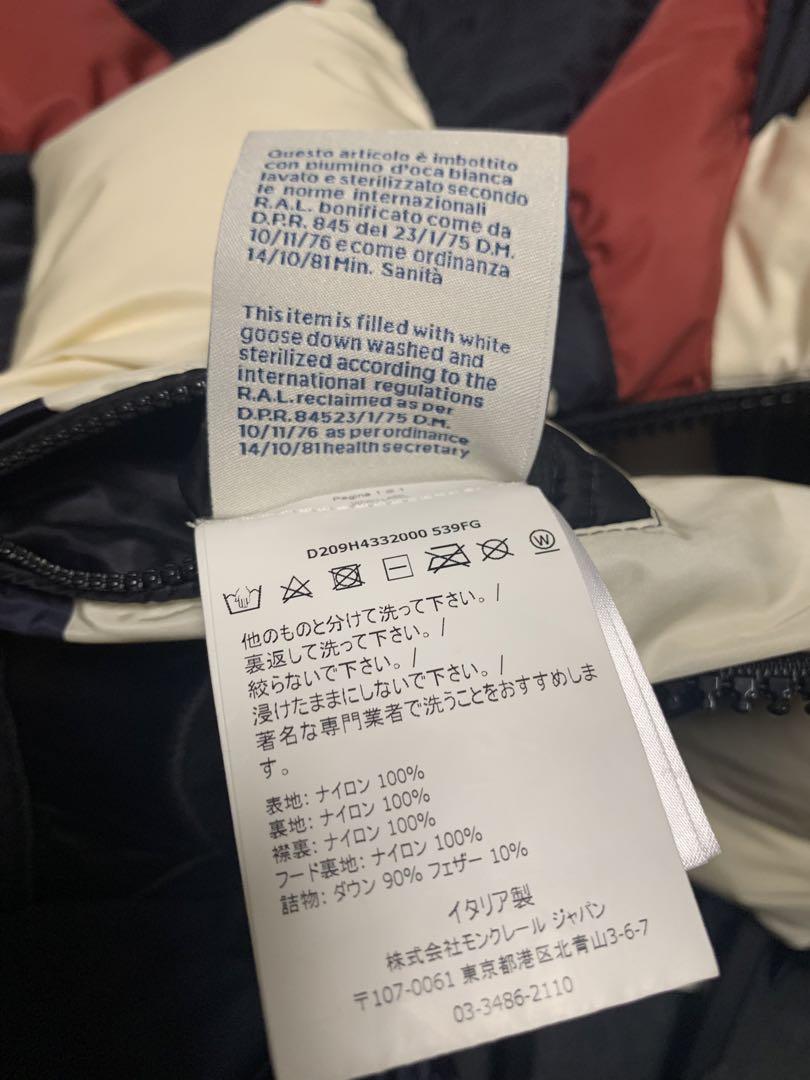 Questo articolo è imbottito
con piumino d'oca bianca
lavato e sterilizzato secondo
le norme internazionali
R.A.L. bonificato come da
D.P.R. 845 del 23/1/75 D.M.
10/11/76 e come ordinanza
14/10/81 Min. Sanità
This item is filled with white
goose down washed and
sterilized according to the
international regulations
R.A.L. reclaimed as per
D.P.R. 84523/1/75 D.M.
10/11/76 as per ordinance
14/10/81 health secretary
Pagina 1 di 1
D209H4332000 539FG
W
他のものと分けて洗って下さい。/
裏返して洗って下さい。/
絞らないで下さい。/
浸けたままにしないで下さい。/
著名な専門業者で洗うことをおすすめしま
す。
表地: ナイロン 100%
裏地: ナイロン 100%
襟裏: ナイロン 100%
フード裏地: ナイロン 100%
詰物: ダウン 90% フェザー 10%
イタリア製
株式会社モンクレール ジャパン
〒107-0061 東京都港区北青山3-6-7
03-3486-2110